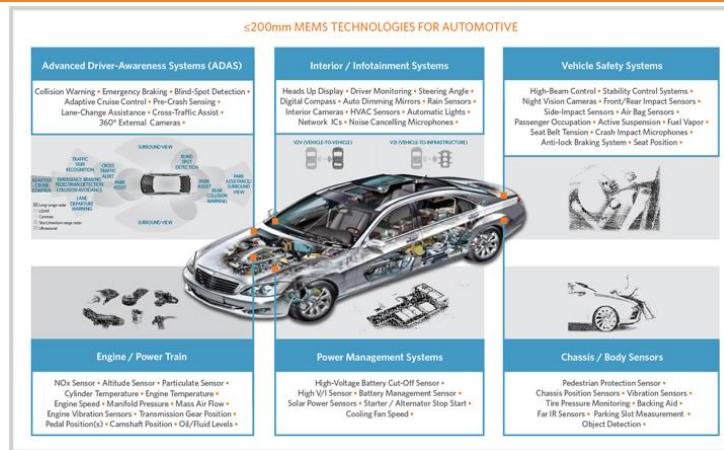 ≤200mm MEMS TECHNOLOGIES FOR AUTOMOTIVE
Advanced Driver-Awareness Systems (ADAS)
Collision Warning • Emergency Braking • Blind-Spot Detection •
Adaptive Cruise Control • Pre-Crash Sensing •
Lane-Change Assistance • Cross-Traffic Assist •
360° External Cameras •
SURROUND VIEW
TRAFFIC
SIGN
RECOGNITION
CROSS
TRAFFIC
ALERT
BLIND
SPOT
DETECTION
ADAPTIVE
CRUISE
CONTROL
EMERGENCY BRAKING
PEDESTRIAN DETECTION
COLLISION AVOIDANCE
PARK
ASSIST
PARK
ASSIST
PARK
ASSISTANCE/
SURROUND
VIEW
REAR
COLLISION
WARNING
LANE
DEPARTURE
WARNING
SURROUND VIEW
Long-range radar
LIDAR
Camera
Short/medium range radar
Ultrasound
Interior / Infotainment Systems
Heads Up Display • Driver Monitoring • Steering Angle •
Digital Compass • Auto Dimming Mirrors • Rain Sensors •
Interior Cameras • HVAC Sensors • Automatic Lights •
Network ICs • Noise Cancelling Microphones •
V2V (VEHICLE-TO-VEHICLE)
V2I (VEHICLE-TO-INFRASTRUCTURE)
Vehicle Safety Systems
High-Beam Control • Stability Control Systems •
Night Vision Cameras • Front/Rear Impact Sensors •
Side-Impact Sensors • Air Bag Sensors •
Passenger Occupation • Active Suspension • Fuel Vapor •
Seat Belt Tension • Crash Impact Microphones •
Anti-lock Braking System • Seat Position •
Engine / Power Train
NOx Sensor • Altitude Sensor • Particulate Sensor •
Cylinder Temperature • Engine Temperature •
Engine Speed • Manifold Pressure • Mass Air Flow •
Engine Vibration Sensors • Transmission Gear Position •
Pedal Position(s) • Camshaft Position • Oil/Fluid Levels •
Power Management Systems
High-Voltage Battery Cut-Off Sensor •
High V/I Sensor • Battery Management Sensor •
Solar Power Sensors • Starter / Alternator Stop Start •
Cooling Fan Speed •
Chassis / Body Sensors
Pedestrian Protection Sensor •
Chassis Position Sensors • Vibration Sensors •
Tire Pressure Monitoring • Backing Aid •
Far IR Sensors • Parking Slot Measurement •
Object Detection •